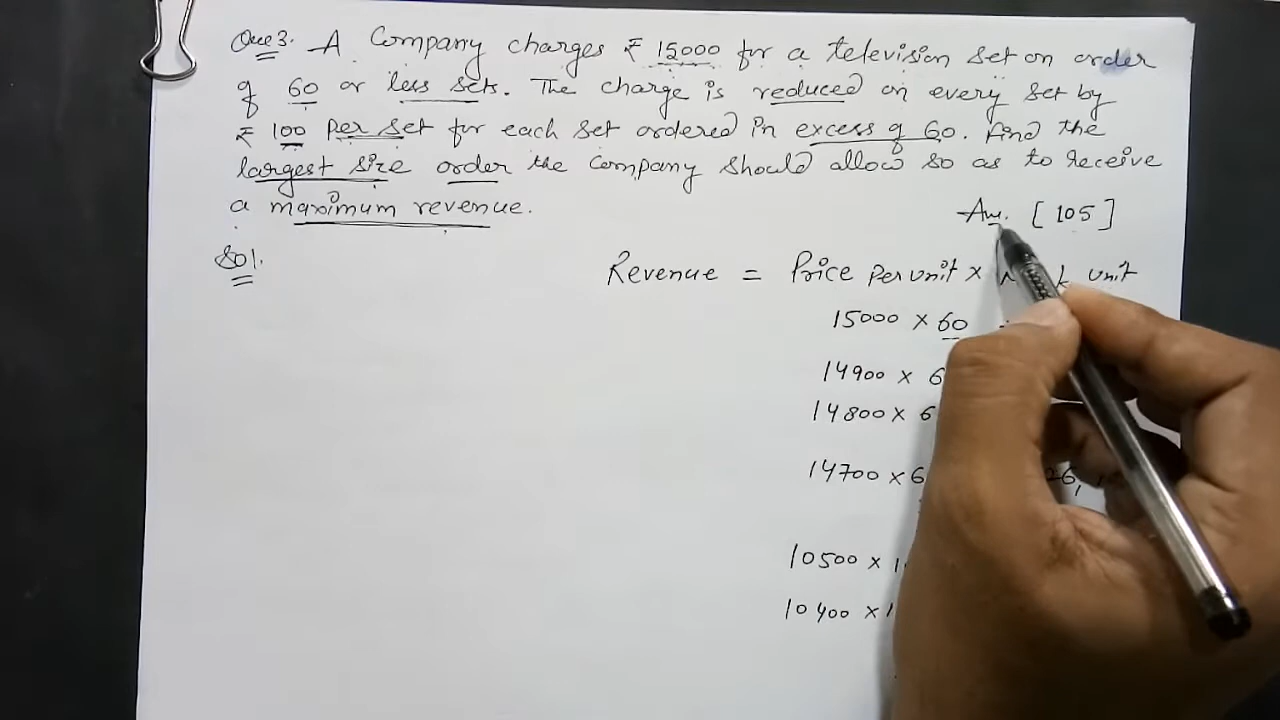 Que 3. A Company charges ₹ 15000 for a television set on order
of 60 or less sets. The charge is reduced on every set by
₹ 100 per set for each set ordered in excess of 60. Find the
largest size order the company should allow so as to receive
a maximum revenue.
Ans. [105]
Sol.
Revenue = Price per unit × unit
15000 × 60
14900 × 6
14800 × 6
14700 × 6 26,
10500 × 1
10400 × 1